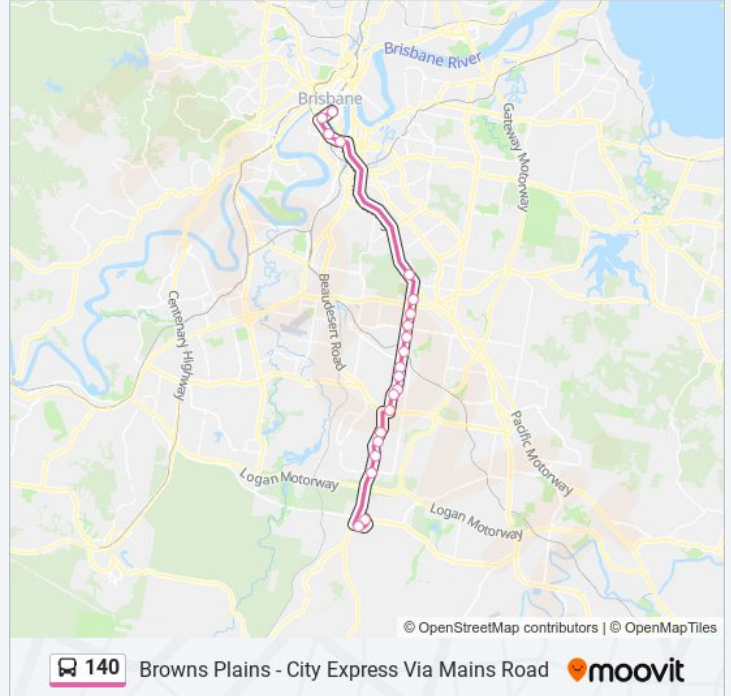 Brisbane River
Brisbane
Gateway Motorway
Centenary Highway
Beaudesert Road
Pacific Motorway
Logan Motorway
Logan Motorway
© OpenStreetMap contributors | © OpenMapTiles
140 Browns Plains - City Express Via Mains Road moovit